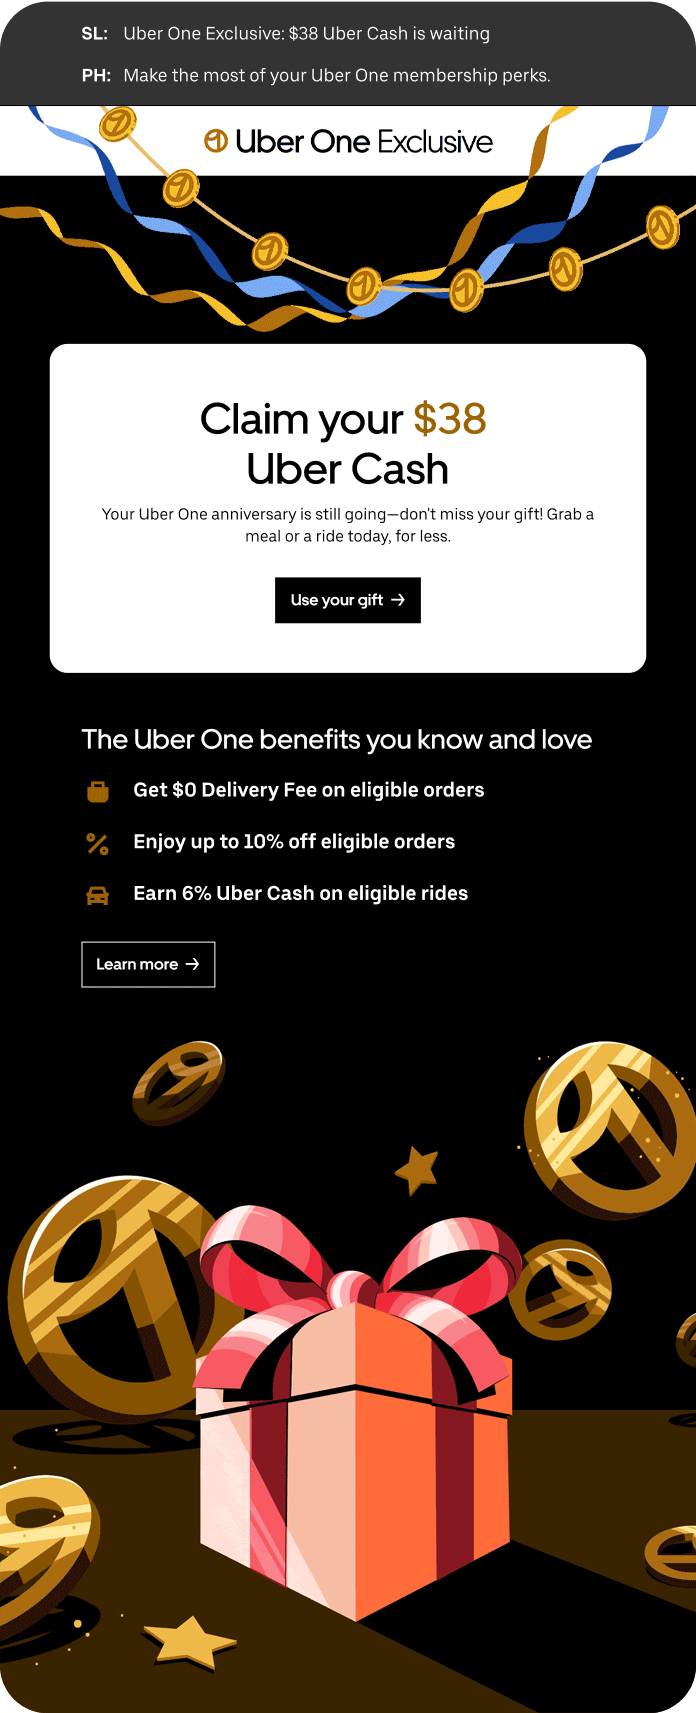 SL: Uber One Exclusive: $38 Uber Cash is waiting
PH: Make the most of your Uber One membership perks.
Uber One Exclusive
Claim your $38
Uber Cash
Your Uber One anniversary is still going—don't miss your gift! Grab a
meal or a ride today, for less.
Use your gift →
The Uber One benefits you know and love
Get $0 Delivery Fee on eligible orders
Enjoy up to 10% off eligible orders
Earn 6% Uber Cash on eligible rides
Learn more →